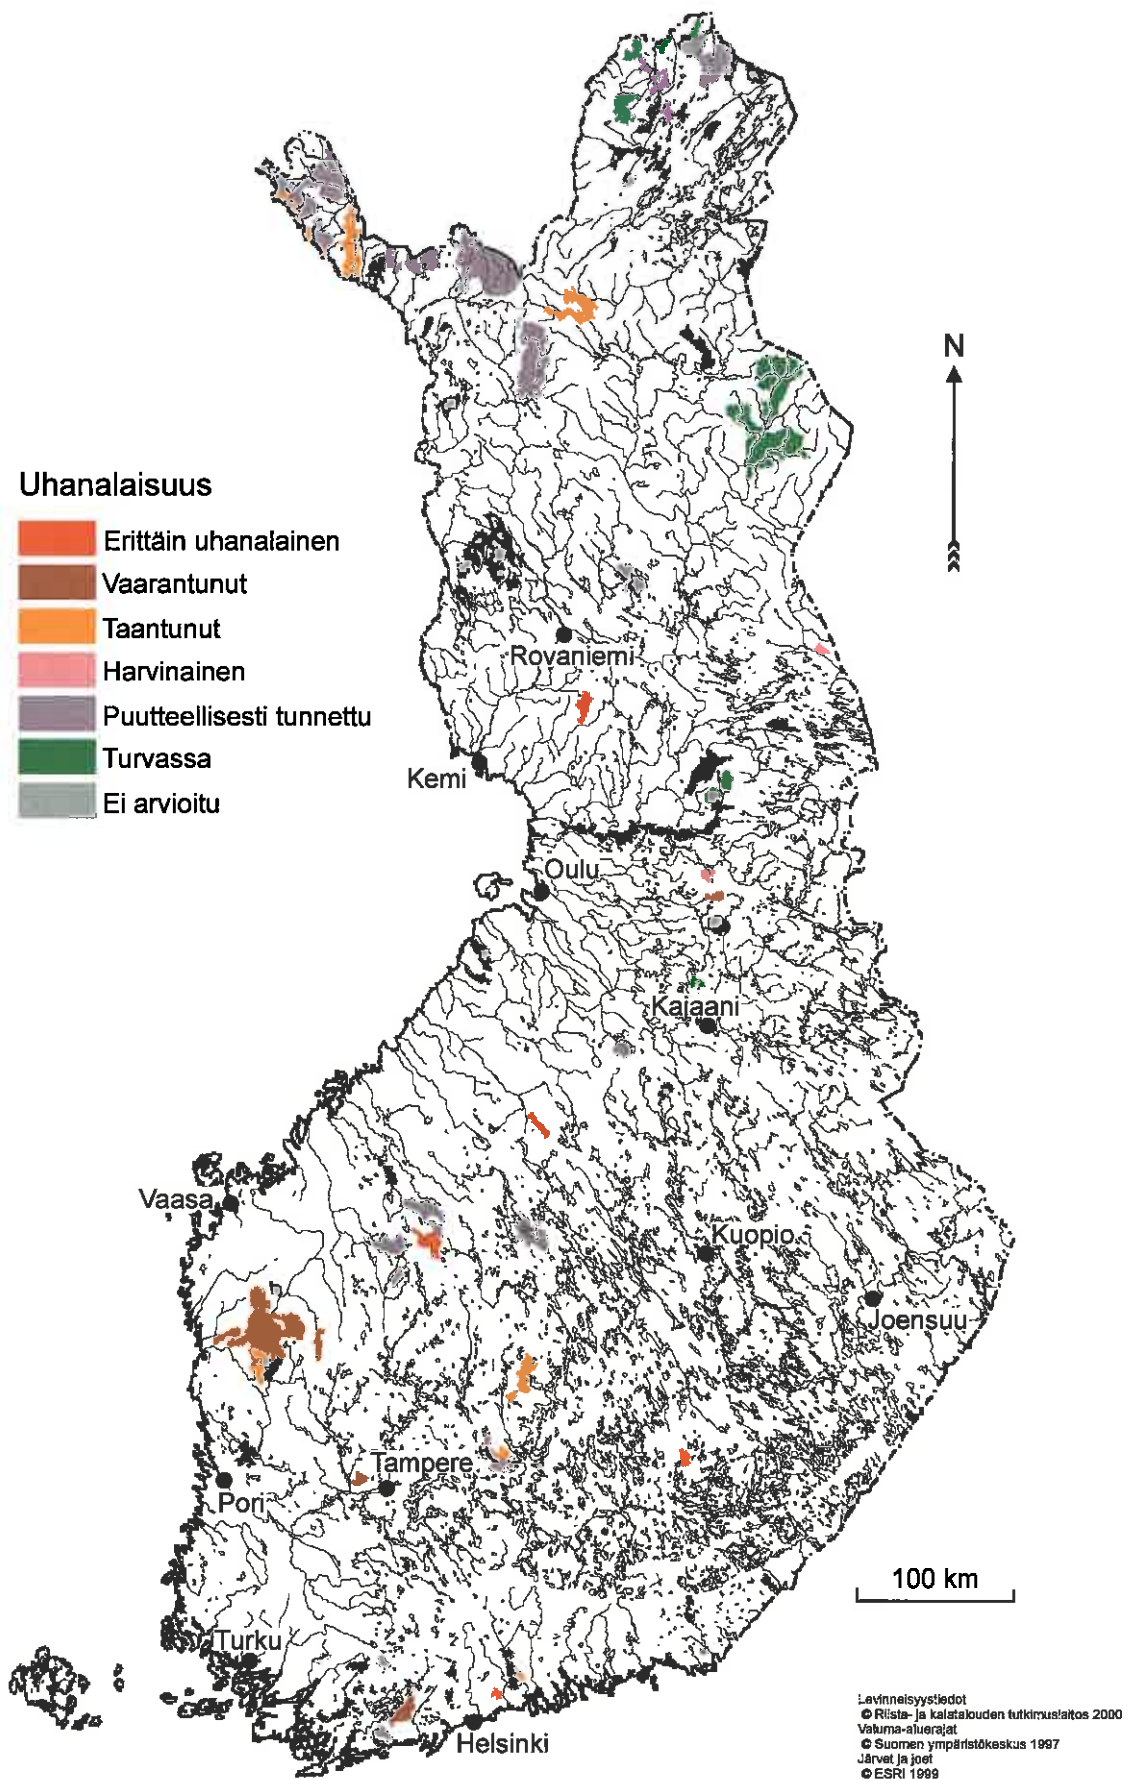 N
Uhanalaisuus
Erittäin uhanalainen
Vaarantunut
Taantunut
Harvinainen
Puutteellisesti tunnettu
Turvassa
Ei arvioitu
Rovaniemi
Kemi
Oulu
Kajaani
Vaasa
Kuopio
Joensuu
Tampere
Pori
100 km
Turku
Helsinki
Levinneisyystiedot
© Riista- ja kalatalouden tutkimuslaitos 2000
Valuma-aluerajat
© Suomen ympäristökeskus 1997
Järvet ja joet
© ESRI 1999